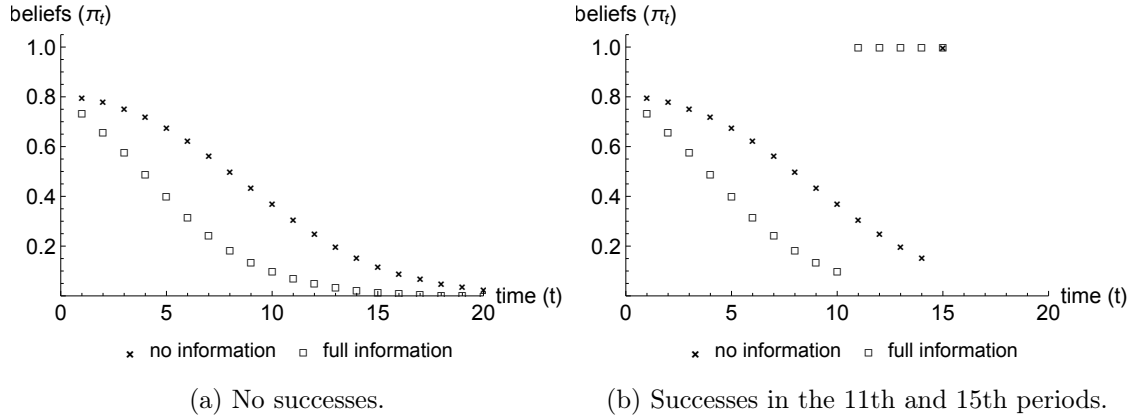 beliefs (πt)
1.0
0.8
0.6
0.4
0.2
0 5 10 15 20
time (t)
× no information □ full information
(a) No successes.
beliefs (πt)
1.0
0.8
0.6
0.4
0.2
0 5 10 15 20
time (t)
× no information □ full information
(b) Successes in the 11th and 15th periods.